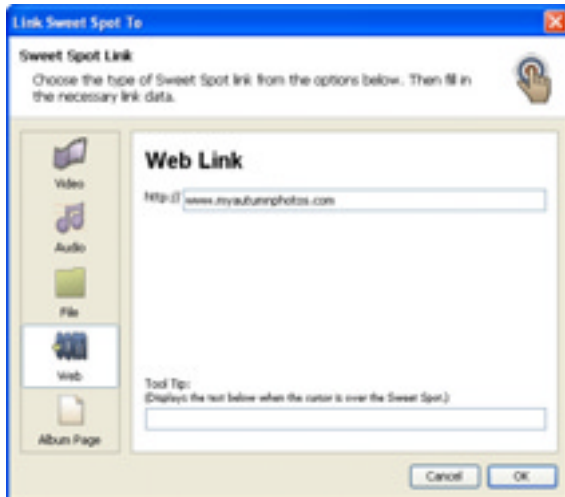 Link Sweet Spot To
Sweet Spot Link
Choose the type of Sweet Spot link from the options below. Then fill in
the necessary link data.
Video
Audio
File
Web
Album Page
Web Link
http:// www.myautumnphotos.com
Tool Tip:
(Displays the text below when the cursor is over the Sweet Spot.)
Cancel
OK